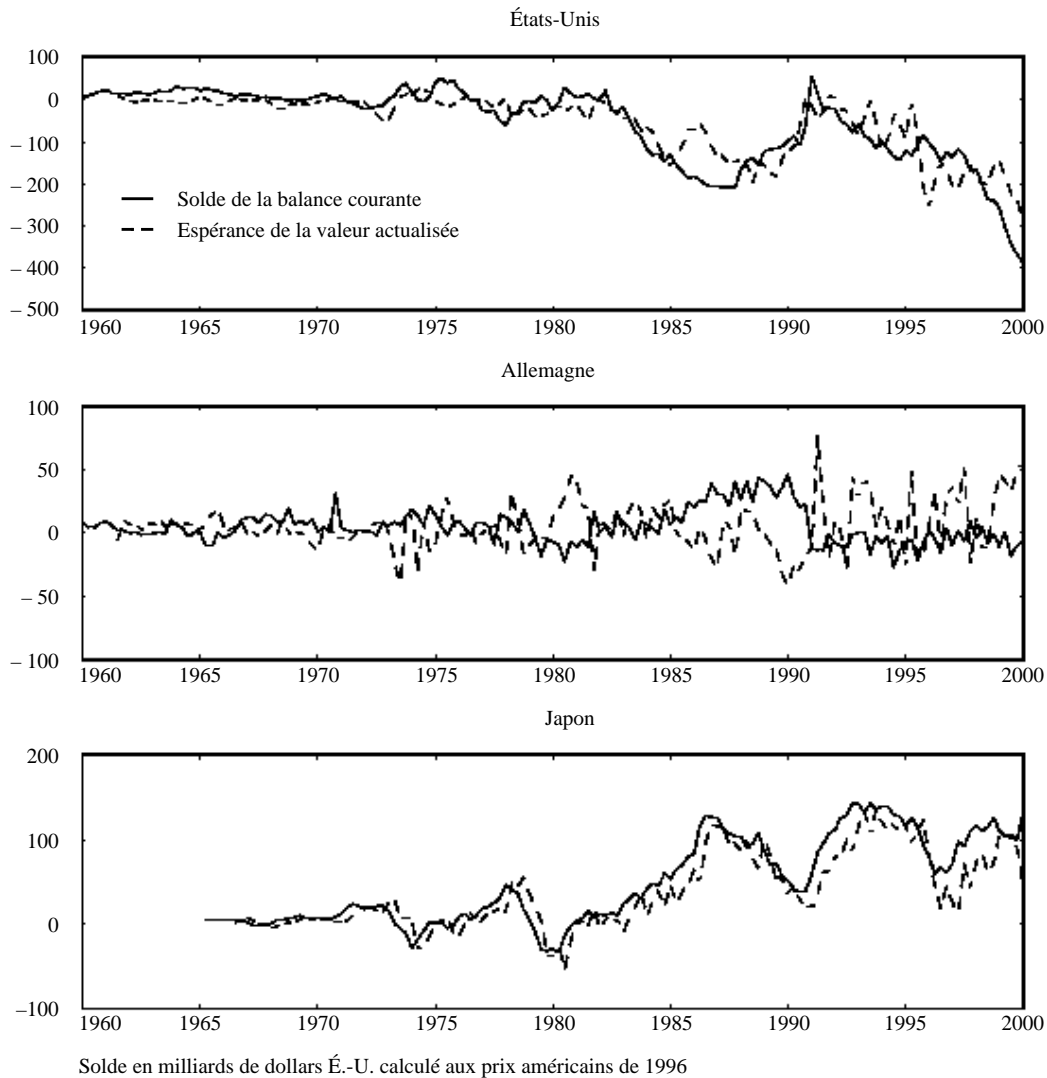 États-Unis
100
0
– 100
– 200
– 300
– 400
– 500
Solde de la balance courante
Espérance de la valeur actualisée
1960 1965 1970 1975 1980 1985 1990 1995 2000
Allemagne
100
50
0
– 50
– 100
1960 1965 1970 1975 1980 1985 1990 1995 2000
Japon
200
100
0
–100
1960 1965 1970 1975 1980 1985 1990 1995 2000
Solde en milliards de dollars É.-U. calculé aux prix américains de 1996